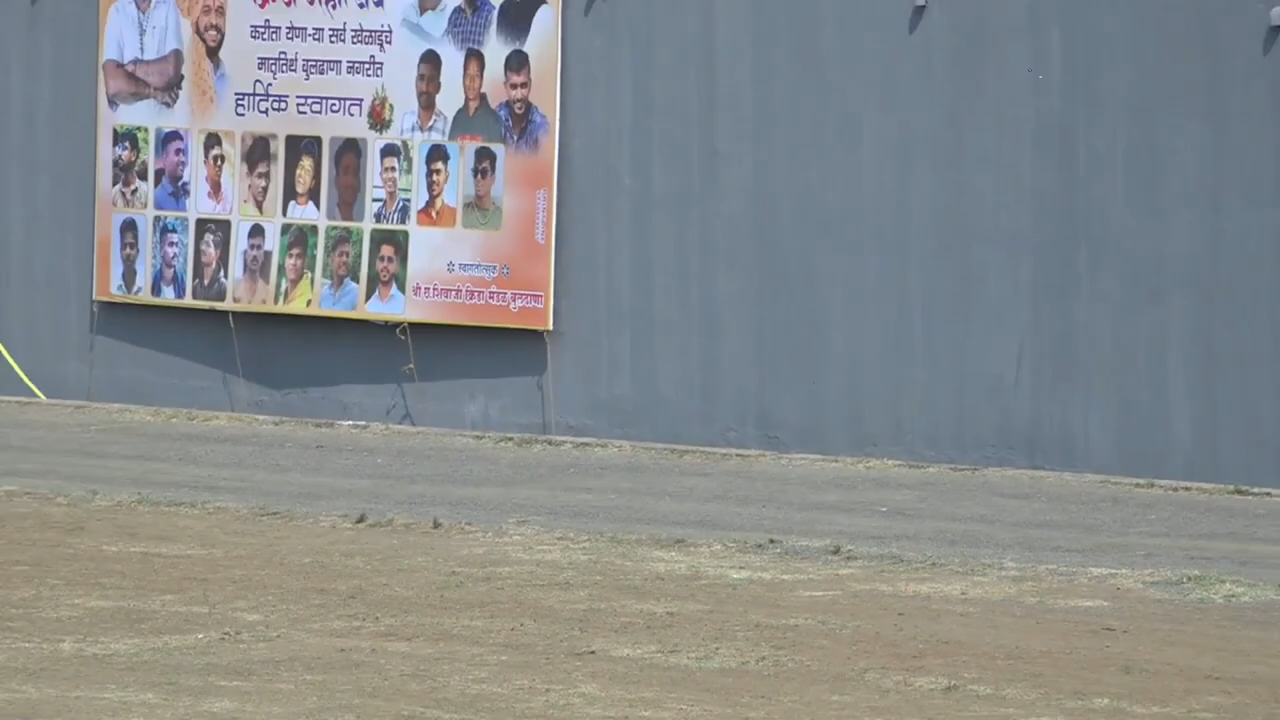 करीता येणा-या सर्व खेळाडूंचे
मातृतिर्थ बुलढाणा नगरीत
हार्दिक स्वागत
स्वागतोत्सुक
श्री रा.शिवाजी क्रिडा मंडळ बुलढाणा